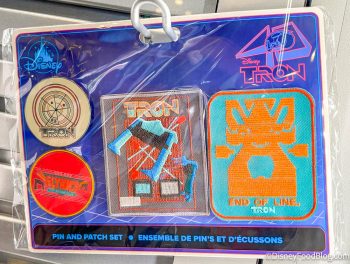 Disney
40
Disney
TRON
TRON
TRON
END OF LINE.
TRON
PIN AND PATCH SET • ENSEMBLE DE PIN'S ET D'ÉCUSSONS
©DisneyFoodBlog.com